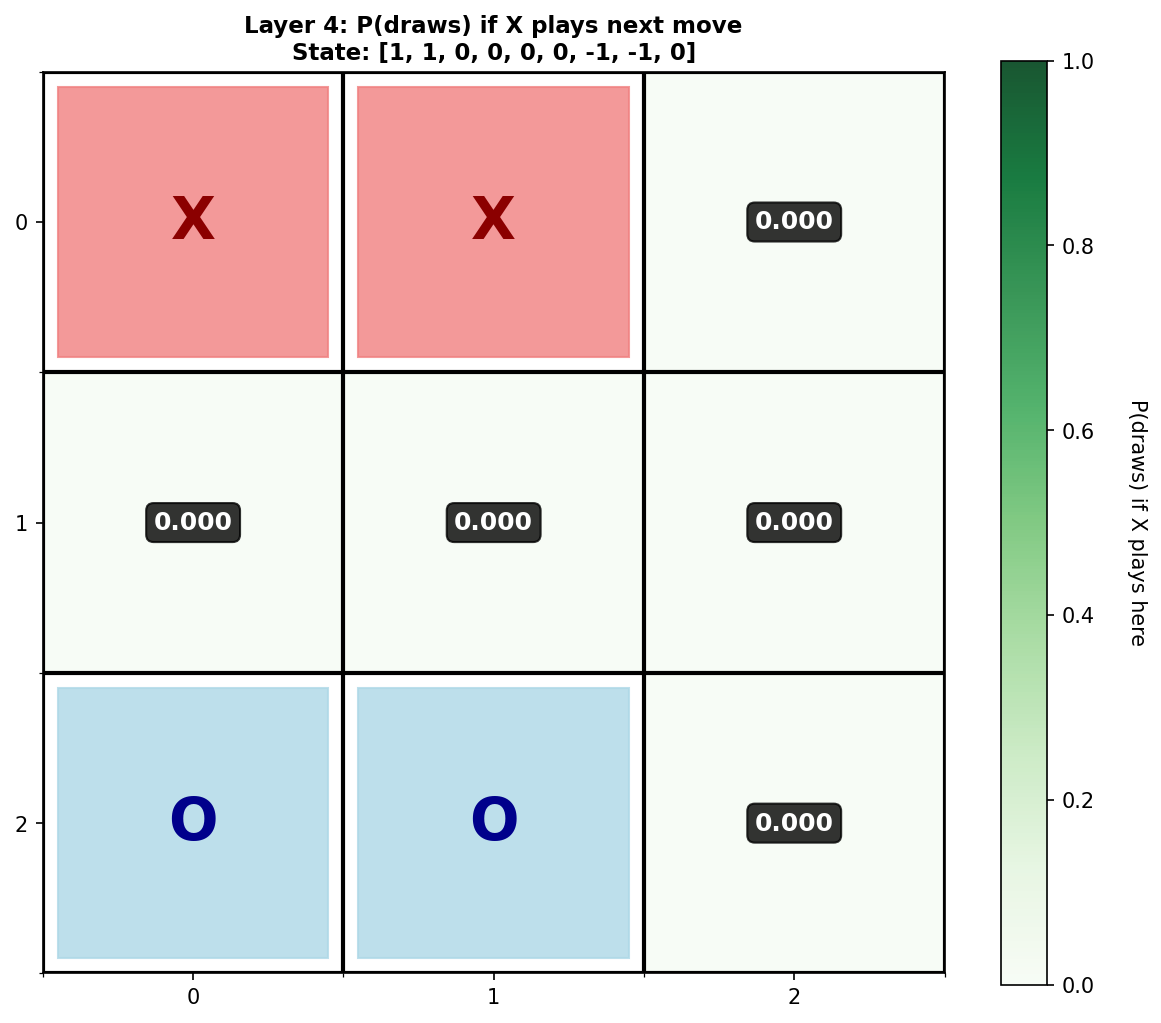 Layer 4: P(draws) if X plays next move
State: [1, 1, 0, 0, 0, 0, -1, -1, 0]
0
X
X
0.000
1
0.000
0.000
0.000
2
O
O
0.000
0
1
2
1.0
0.8
0.6
0.4
0.2
0.0
P(draws) if X plays here